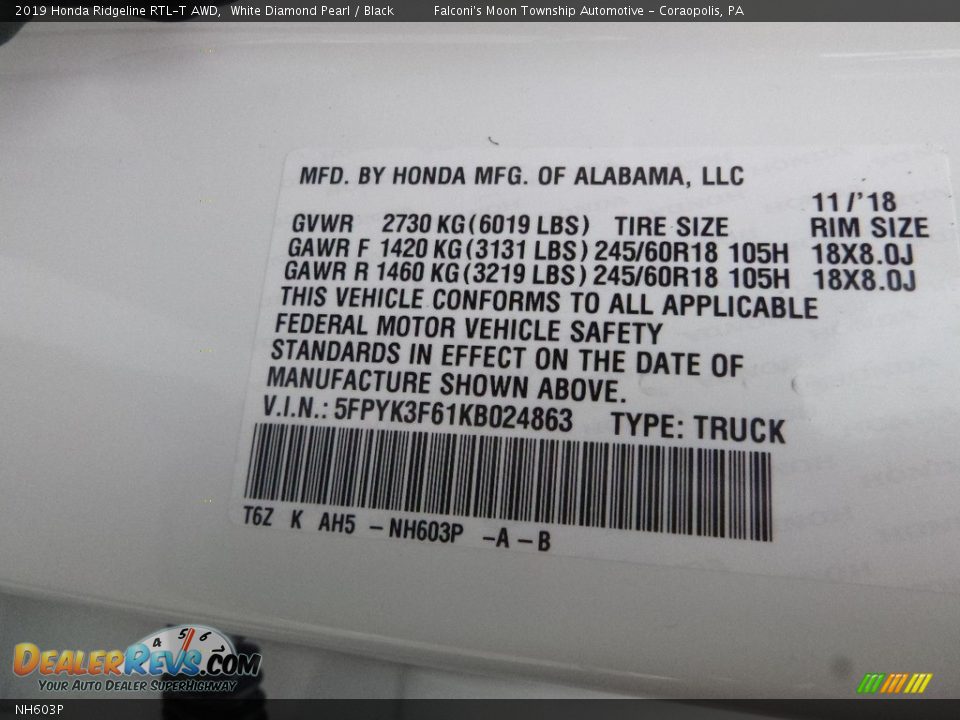 2019 Honda Ridgeline RTL-T AWD, White Diamond Pearl / Black Falconi's Moon Township Automotive - Coraopolis, PA
MFD. BY HONDA MFG. OF ALABAMA, LLC
11/'18
GVWR 2730 KG(6019 LBS) TIRE SIZE RIM SIZE
GAWR F 1420 KG(3131 LBS) 245/60R18 105H 18X8.0J
GAWR R 1460 KG(3219 LBS) 245/60R18 105H 18X8.0J
THIS VEHICLE CONFORMS TO ALL APPLICABLE
FEDERAL MOTOR VEHICLE SAFETY
STANDARDS IN EFFECT ON THE DATE OF
MANUFACTURE SHOWN ABOVE.
V.I.N.: 5FPYK3F61KB024863 TYPE: TRUCK
T6Z K AH5 - NH603P -A - B
4 5 6
DEALERREVS.COM
YOUR AUTO DEALER SUPERHIGHWAY
NH603P